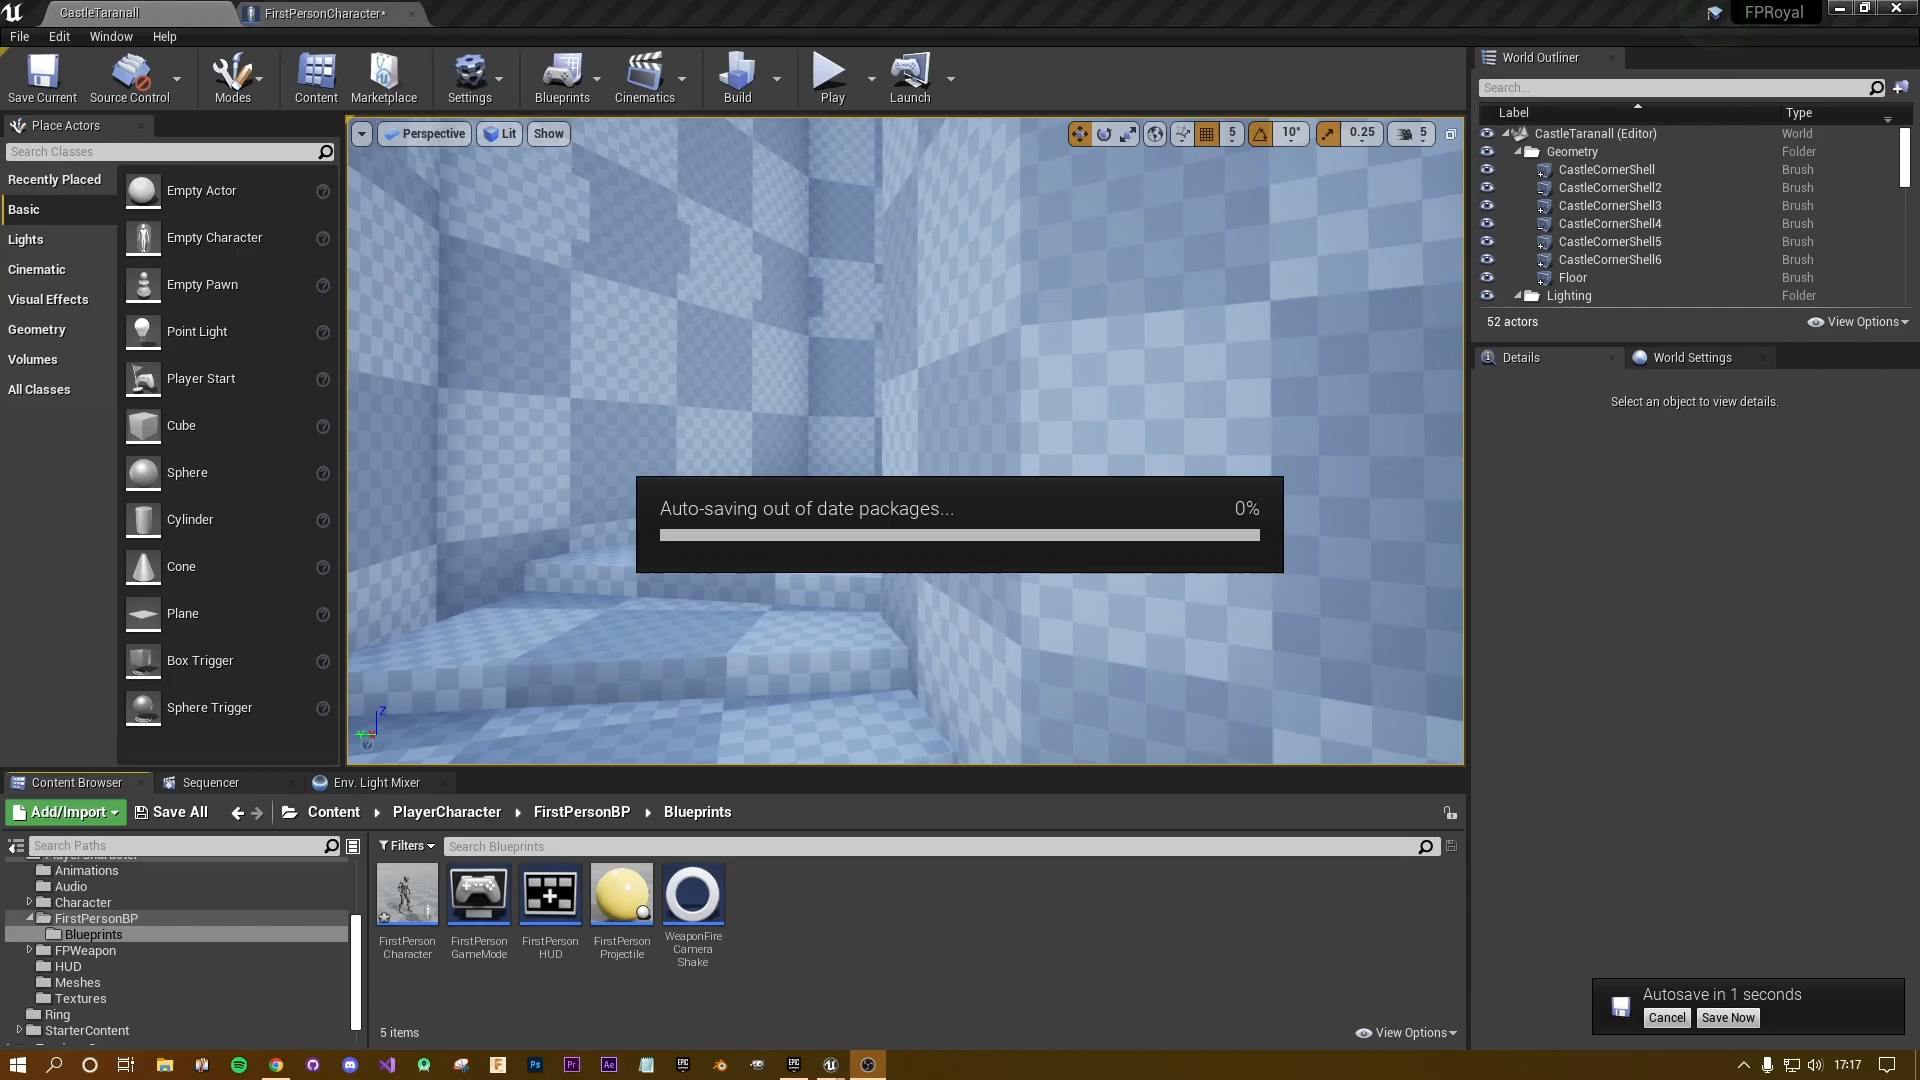 CastleTaranall
FirstPersonCharacter*
FPRoyal
File Edit Window Help
Save Current
Source Control
Modes
Content
Marketplace
Settings
Blueprints
Cinematics
Build
Play
Launch
Place Actors
Search Classes
Recently Placed
Basic
Lights
Cinematic
Visual Effects
Geometry
Volumes
All Classes
Empty Actor
Empty Character
Empty Pawn
Point Light
Player Start
Cube
Sphere
Cylinder
Cone
Plane
Box Trigger
Sphere Trigger
Perspective Lit Show
5 10° 0.25 5
Auto-saving out of date packages... 0%
Z
World Outliner
Search...
Label Type
CastleTaranall (Editor) World
Geometry Folder
CastleCornerShell Brush
CastleCornerShell2 Brush
CastleCornerShell3 Brush
CastleCornerShell4 Brush
CastleCornerShell5 Brush
CastleCornerShell6 Brush
Floor Brush
Lighting Folder
52 actors View Options
Details World Settings
Select an object to view details.
Content Browser Sequencer Env. Light Mixer
Add/Import Save All Content PlayerCharacter FirstPersonBP Blueprints
Search Paths
PlayerCharacter
Animations
Audio
Character
FirstPersonBP
Blueprints
FPWeapon
HUD
Meshes
Textures
Ring
StarterContent
Filters Search Blueprints
FirstPerson
Character
FirstPerson
GameMode
FirstPerson
HUD
FirstPerson
Projectile
WeaponFire
Camera
Shake
5 items View Options
Autosave in 1 seconds
Cancel Save Now
Ps Pr Ae
EPIC
EPIC
17:17